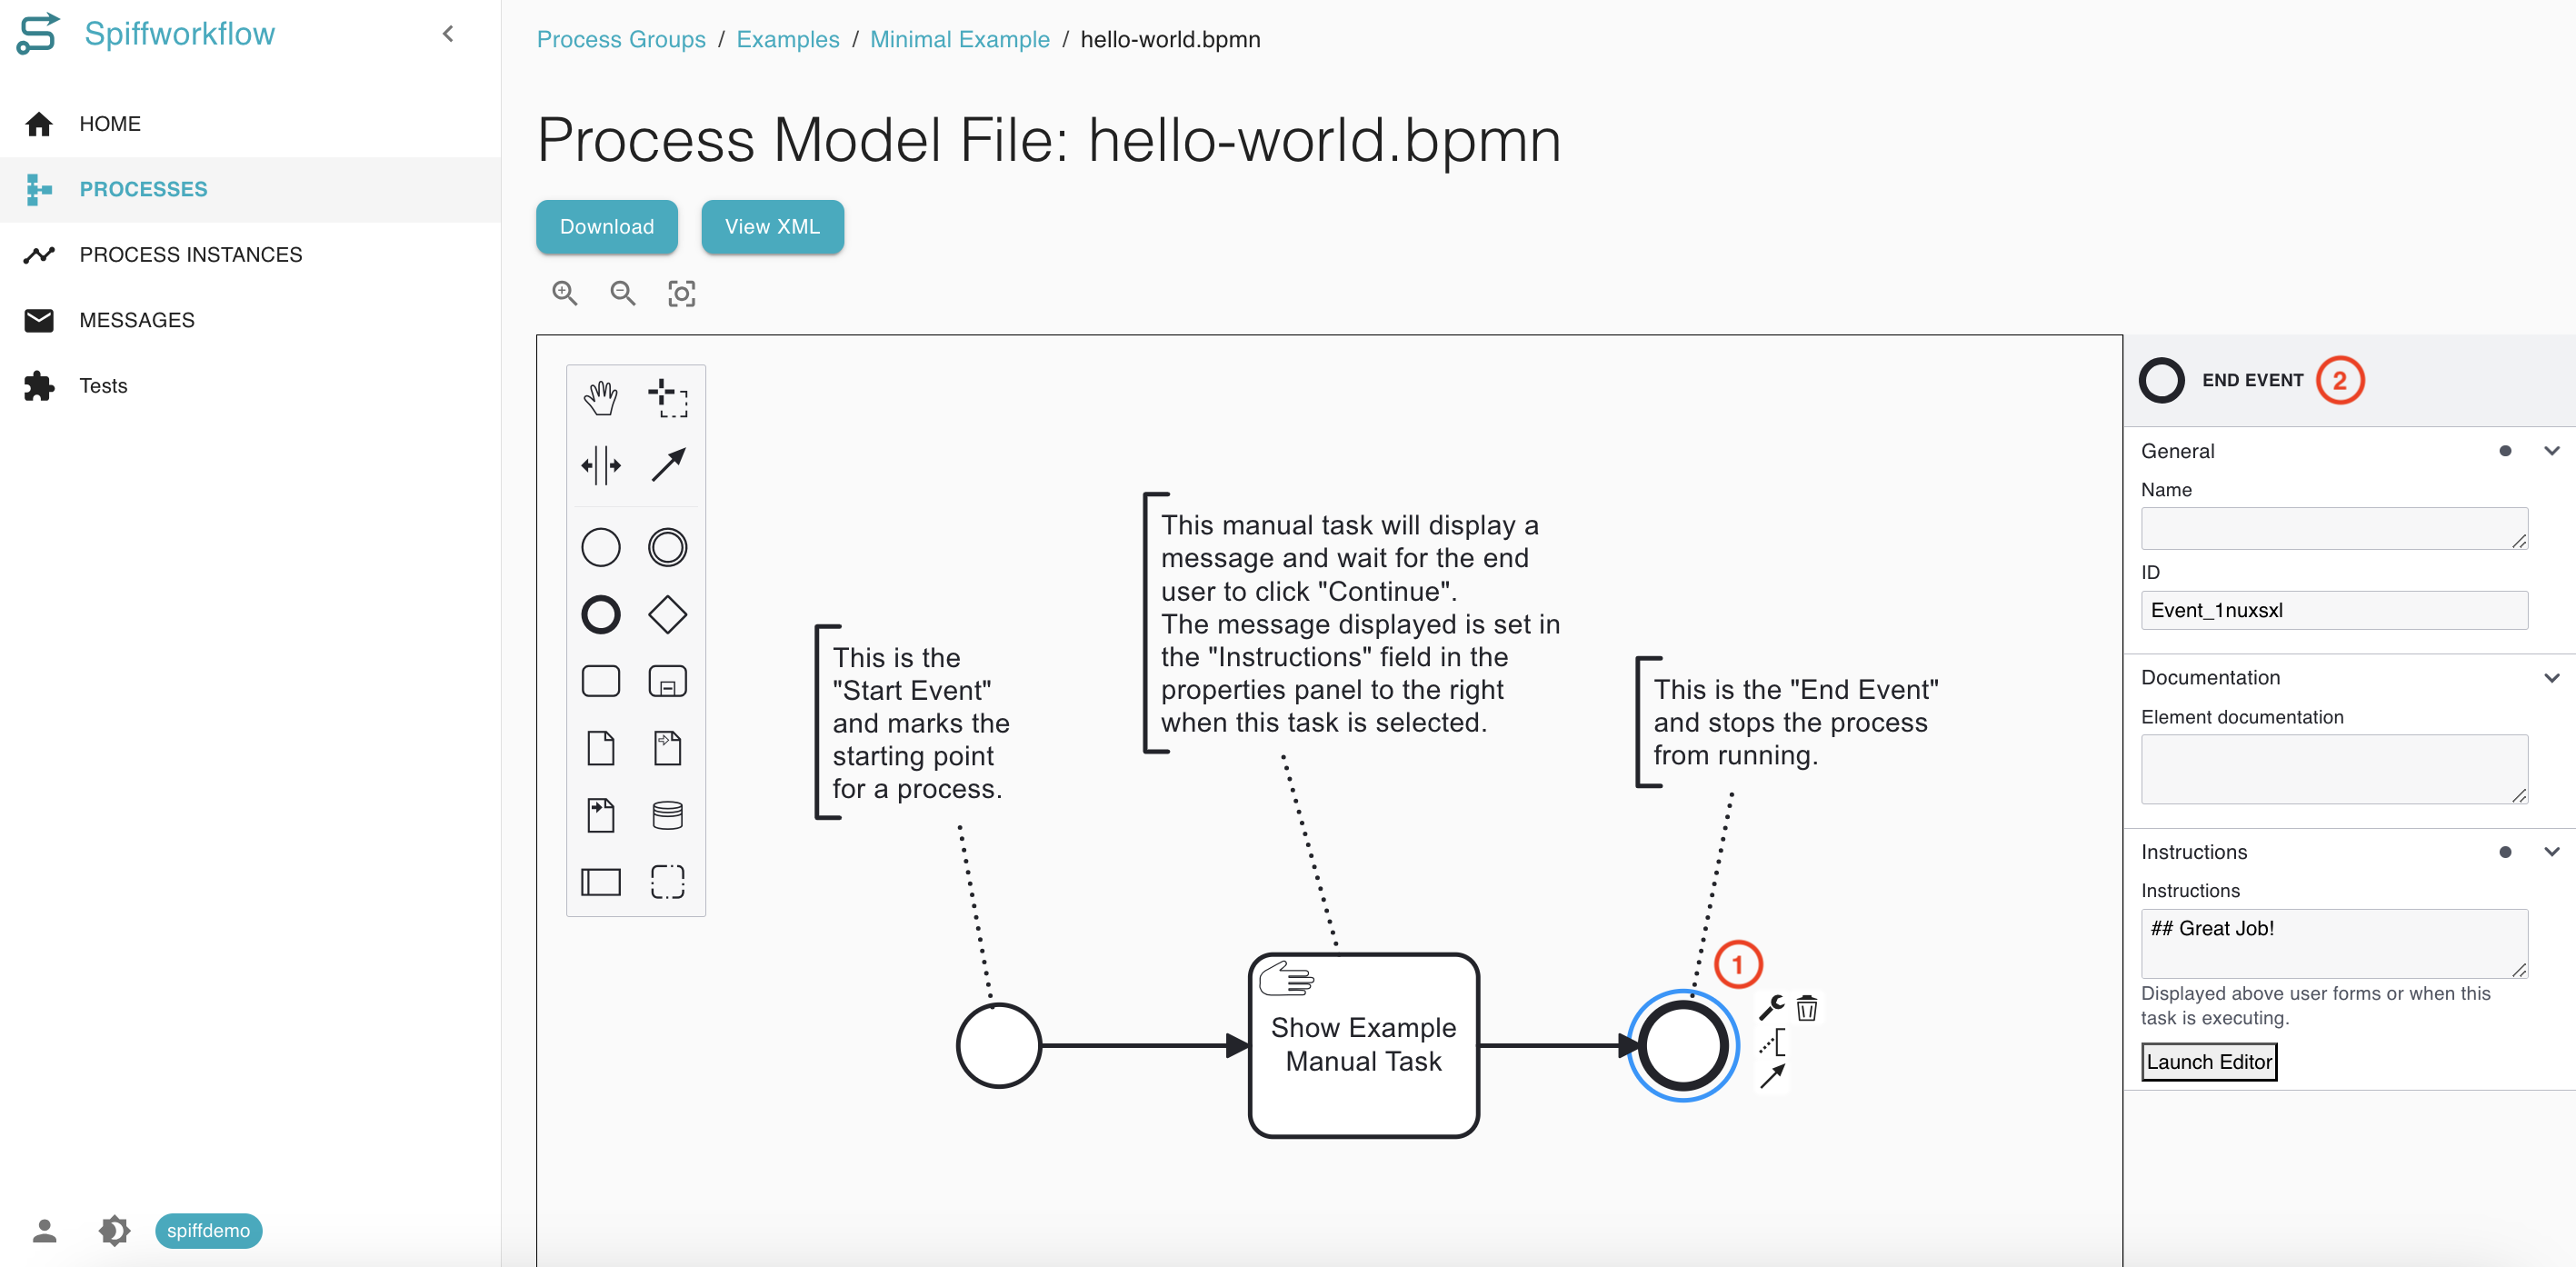 Spiffworkflow
HOME
PROCESSES
PROCESS INSTANCES
MESSAGES
Tests
spiffdemo
Process Groups / Examples / Minimal Example / hello-world.bpmn
Process Model File: hello-world.bpmn
Download
View XML
This is the
"Start Event"
and marks the
starting point
for a process.
This manual task will display a
message and wait for the end
user to click "Continue".
The message displayed is set in
the "Instructions" field in the
properties panel to the right
when this task is selected.
This is the "End Event"
and stops the process
from running.
Show Example
Manual Task
1
END EVENT 2
General
Name
ID
Event_1nuxsxl
Documentation
Element documentation
Instructions
Instructions
## Great Job!
Displayed above user forms or when this
task is executing.
Launch Editor